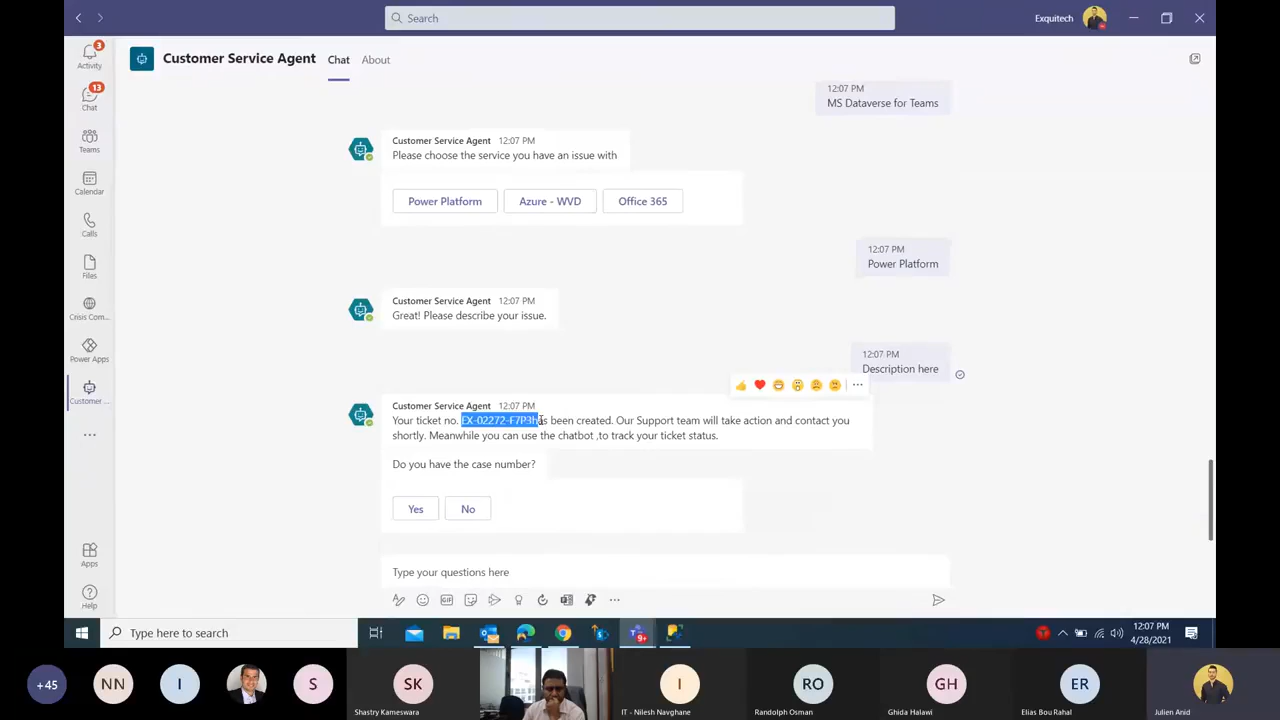 Search
Exquitech
3
Activity
13
Chat
Teams
Calendar
Calls
Files
Crisis Com...
Power Apps
Customer ...
Apps
Help
Customer Service Agent Chat About
12:07 PM
MS Dataverse for Teams
Customer Service Agent 12:07 PM
Please choose the service you have an issue with
Power Platform Azure - WVD Office 365
12:07 PM
Power Platform
Customer Service Agent 12:07 PM
Great! Please describe your issue.
12:07 PM
Description here
Customer Service Agent 12:07 PM
Your ticket no. EX-02272-F7P3has been created. Our Support team will take action and contact you
shortly. Meanwhile you can use the chatbot ,to track your ticket status.
Do you have the case number?
Yes No
Type your questions here
GIF
Type here to search
9+
12:07 PM
4/28/2021
+45 NN I S SK I RO GH ER
Shastry Kameswara
IT - Nilesh Navghane
Randolph Osman
Ghida Halawi
Elias Bou Rahal
Julien Anid